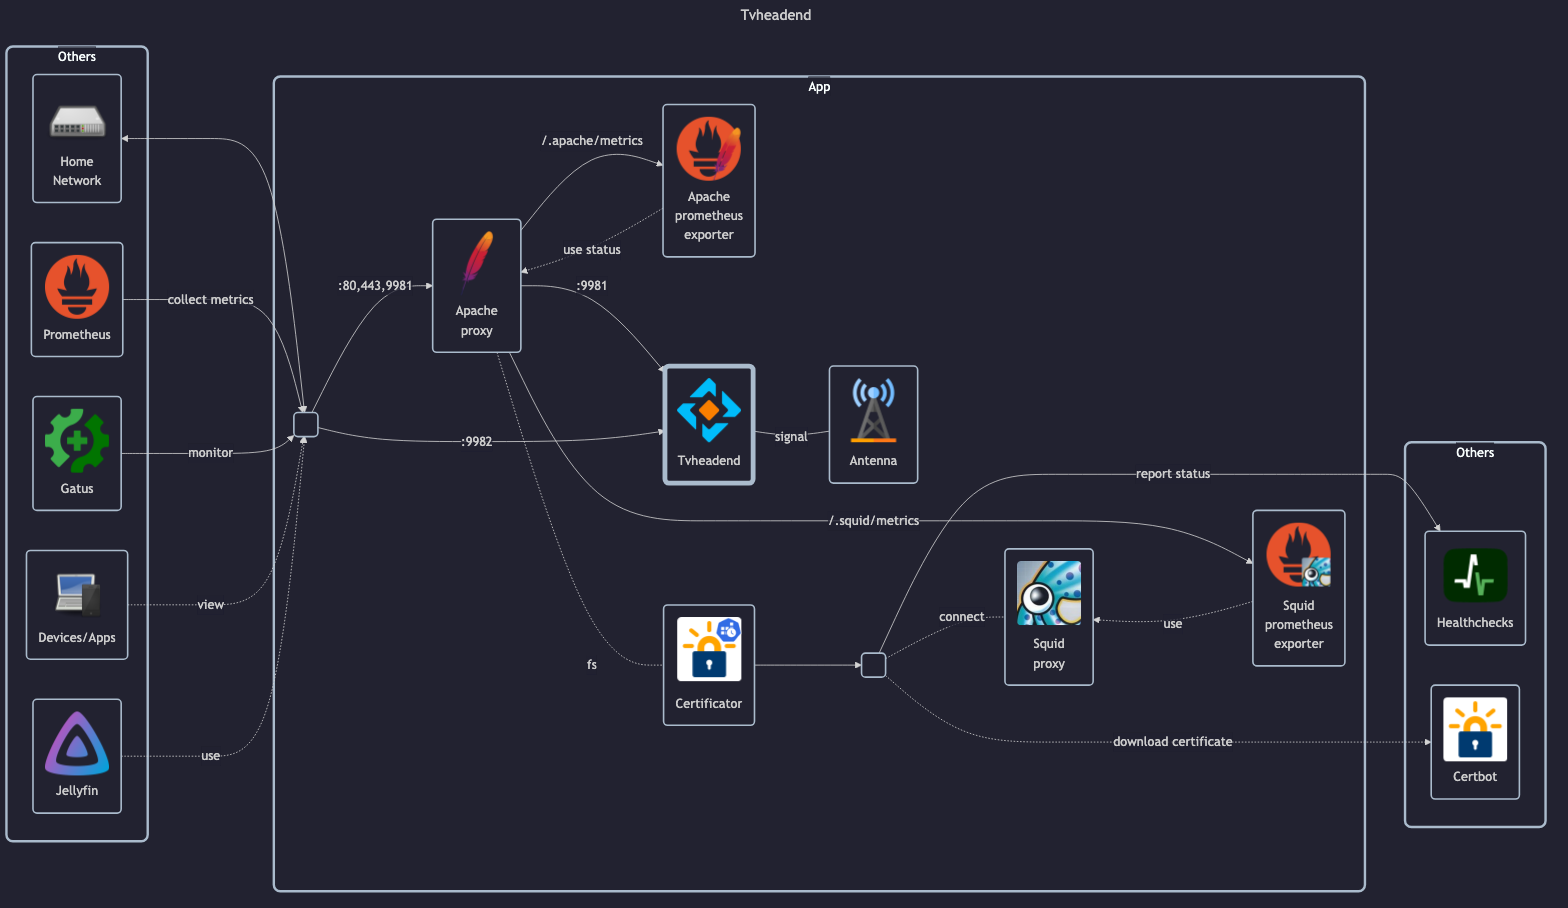 Tvheadend
Others
Home
Network
Prometheus
Gatus
Devices/Apps
Jellyfin
collect metrics
monitor
view
use
App
:80,443,9981
:9982
Apache
proxy
/.apache/metrics
use status
:9981
Apache
prometheus
exporter
Tvheadend
signal
Antenna
/.squid/metrics
fs
Certificator
connect
Squid
proxy
use
Squid
prometheus
exporter
report status
download certificate
Others
Healthchecks
Certbot